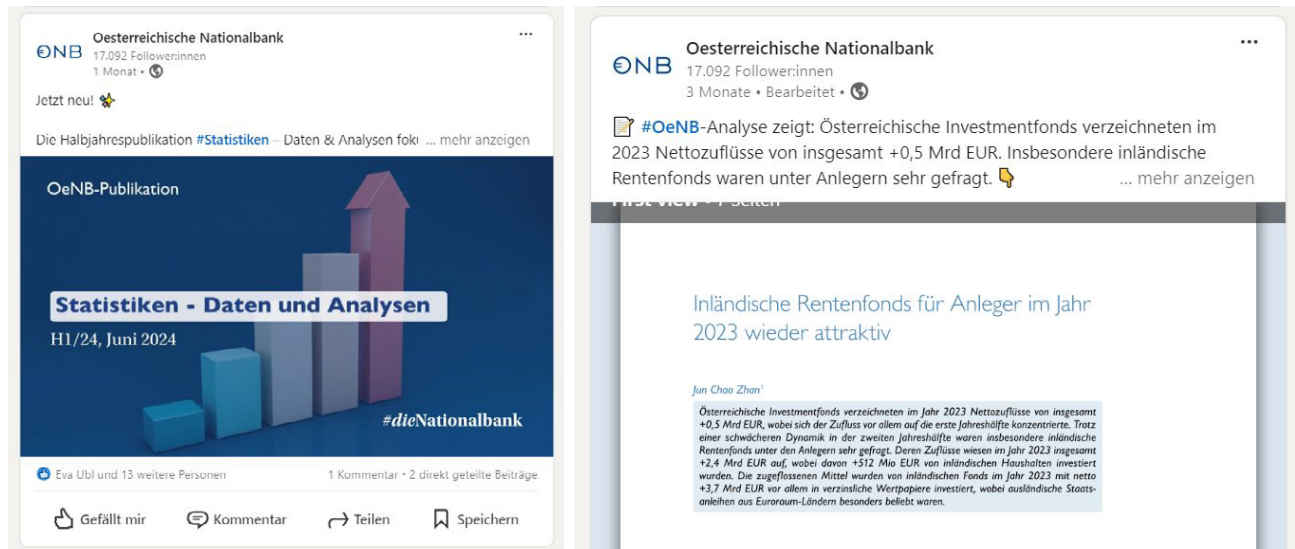 ONB
Oesterreichische Nationalbank
17.092 Follower:innen
1 Monat •
...
Jetzt neu!
Die Halbjahrespublikation #Statistiken – Daten & Analysen foku ... mehr anzeigen
OeNB-Publikation
Statistiken - Daten und Analysen
H1/24, Juni 2024
#dieNationalbank
Eva Ubl und 13 weitere Personen
1 Kommentar • 2 direkt geteilte Beiträge
Gefällt mir
Kommentar
Teilen
Speichern
ONB
Oesterreichische Nationalbank
17.092 Follower:innen
3 Monate • Bearbeitet •
...
#OeNB-Analyse zeigt: Österreichische Investmentfonds verzeichneten im
2023 Nettozuflüsse von insgesamt +0,5 Mrd EUR. Insbesondere inländische
Rentenfonds waren unter Anlegern sehr gefragt. ... mehr anzeigen
First view • 7 Seiten
Inländische Rentenfonds für Anleger im Jahr
2023 wieder attraktiv
Jun Chao Zhan¹
Österreichische Investmentfonds verzeichneten im Jahr 2023 Nettozuflüsse von insgesamt
+0,5 Mrd EUR, wobei sich der Zufluss vor allem auf die erste Jahreshälfte konzentrierte. Trotz
einer schwächeren Dynamik in der zweiten Jahreshälfte waren insbesondere inländische
Rentenfonds unter den Anlegern sehr gefragt. Deren Zuflüsse wiesen im Jahr 2023 insgesamt
+2,4 Mrd EUR auf, wobei davon +512 Mio EUR von inländischen Haushalten investiert
wurden. Die zugeflossenen Mittel wurden von inländischen Fonds im Jahr 2023 mit netto
+3,7 Mrd EUR vor allem in verzinsliche Wertpapiere investiert, wobei ausländische Staats-
anleihen aus Euroraum-Ländern besonders beliebt waren.